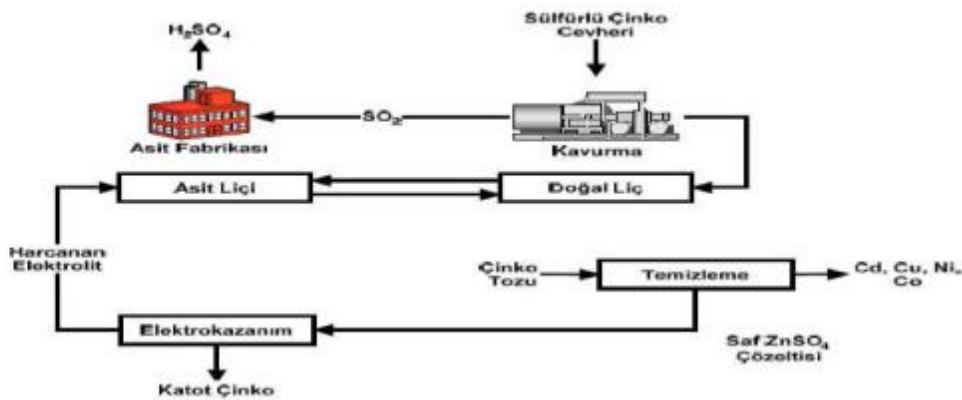 H₂SO₄
Sülfürlü Çinko
Cevheri
SO₂
Asit Fabrikası
Kavurma
Asit Liçi
Doğal Liç
Harcanan
Elektrolit
Çinko
Tozu
Temizleme
Cd, Cu, Ni,
Co
Elektrokazanım
Saf ZnSO₄
Çözeltisi
Katot Çinko